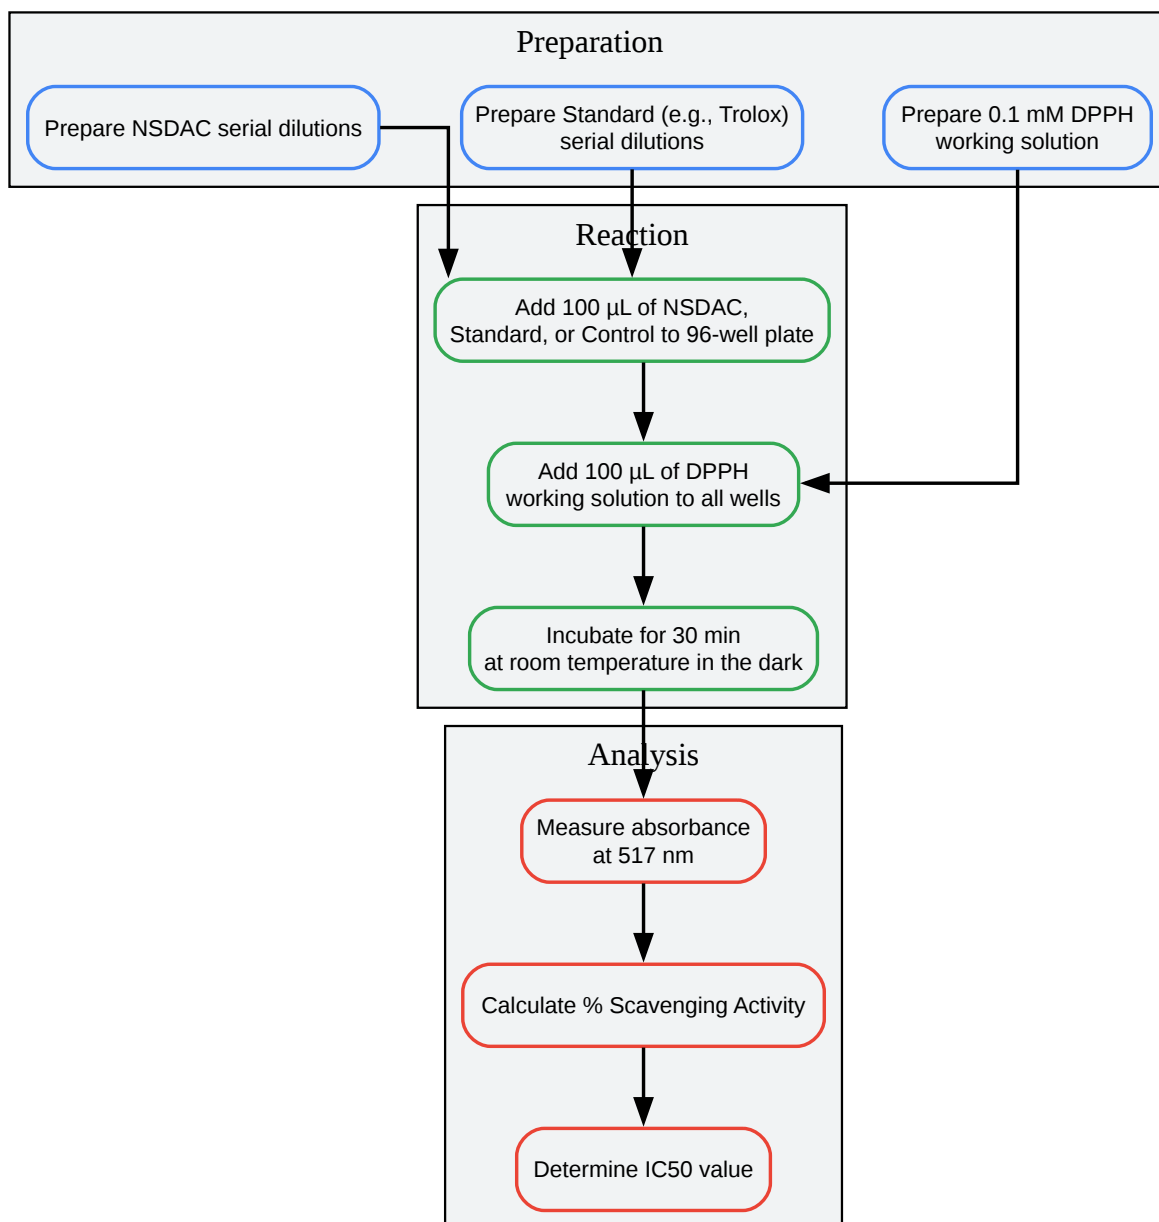 Preparation
Prepare NSDAC serial dilutions
Prepare Standard (e.g., Trolox)
serial dilutions
Prepare 0.1 mM DPPH
working solution
Reaction
Add 100 µL of NSDAC,
Standard, or Control to 96-well plate
Add 100 µL of DPPH
working solution to all wells
Incubate for 30 min
at room temperature in the dark
Analysis
Measure absorbance
at 517 nm
Calculate % Scavenging Activity
Determine IC50 value